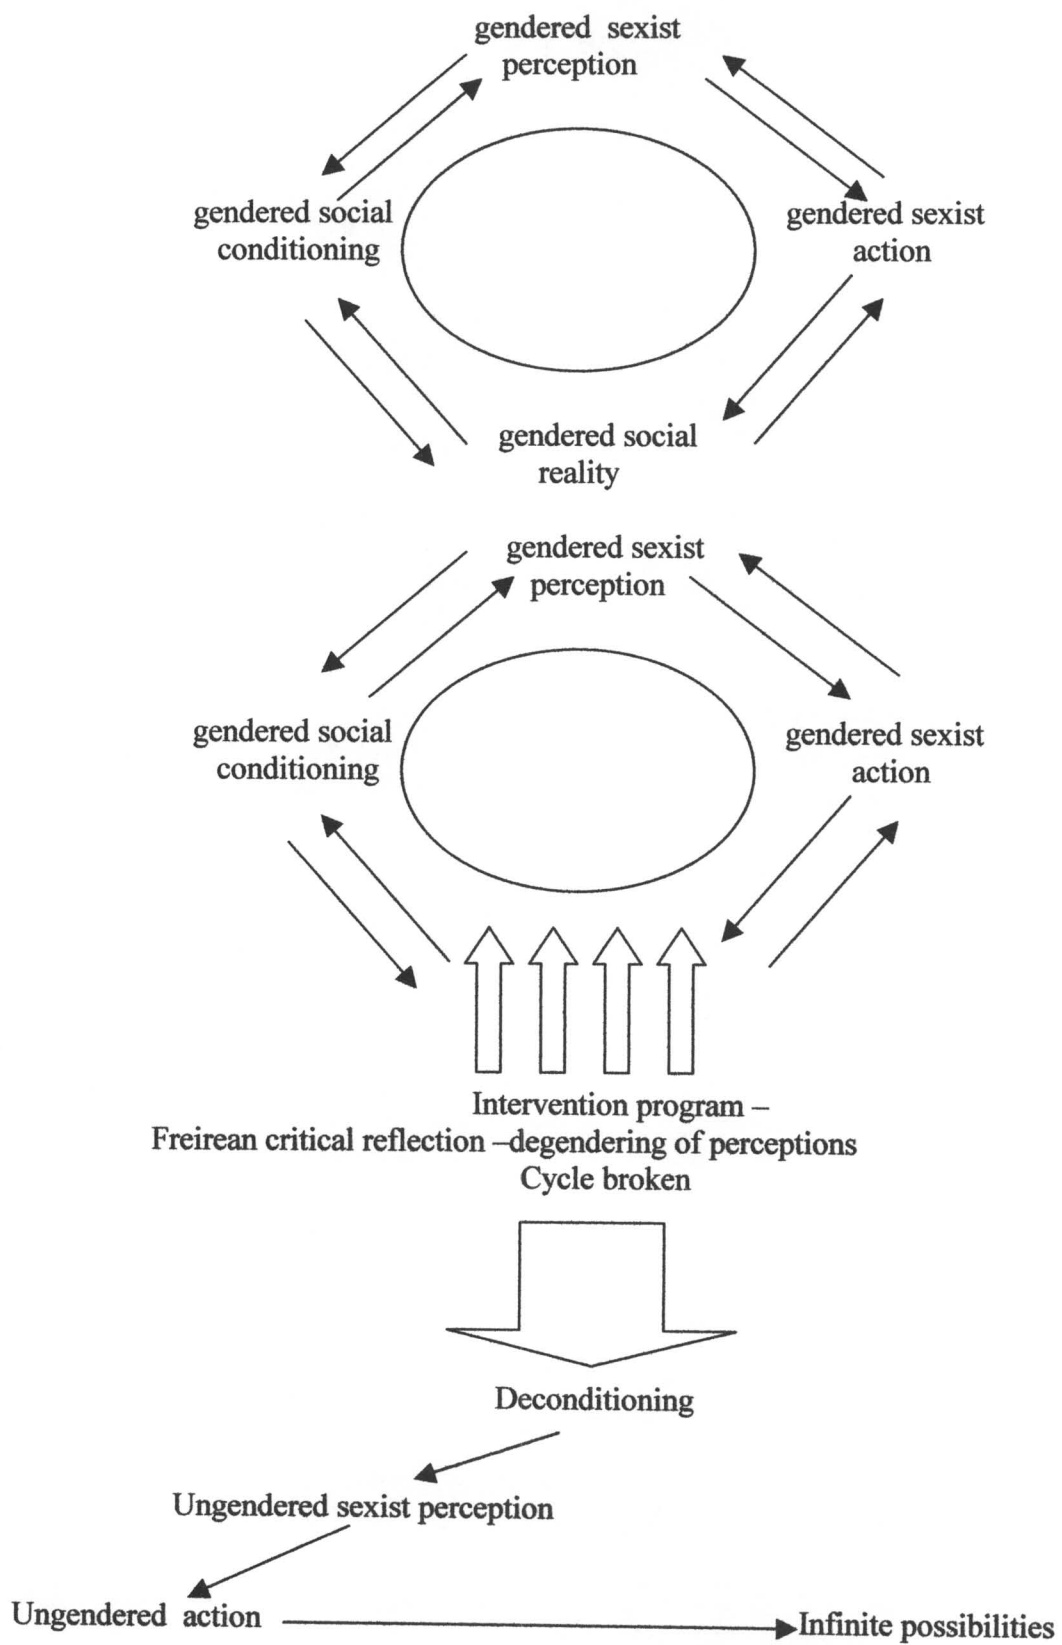 gendered sexist
perception
gendered social
conditioning
gendered sexist
action
gendered social
reality
gendered sexist
perception
gendered social
conditioning
gendered sexist
action
Intervention program –
Freirean critical reflection –degendering of perceptions
Cycle broken
Deconditioning
Ungendered sexist perception
Ungendered action
Infinite possibilities